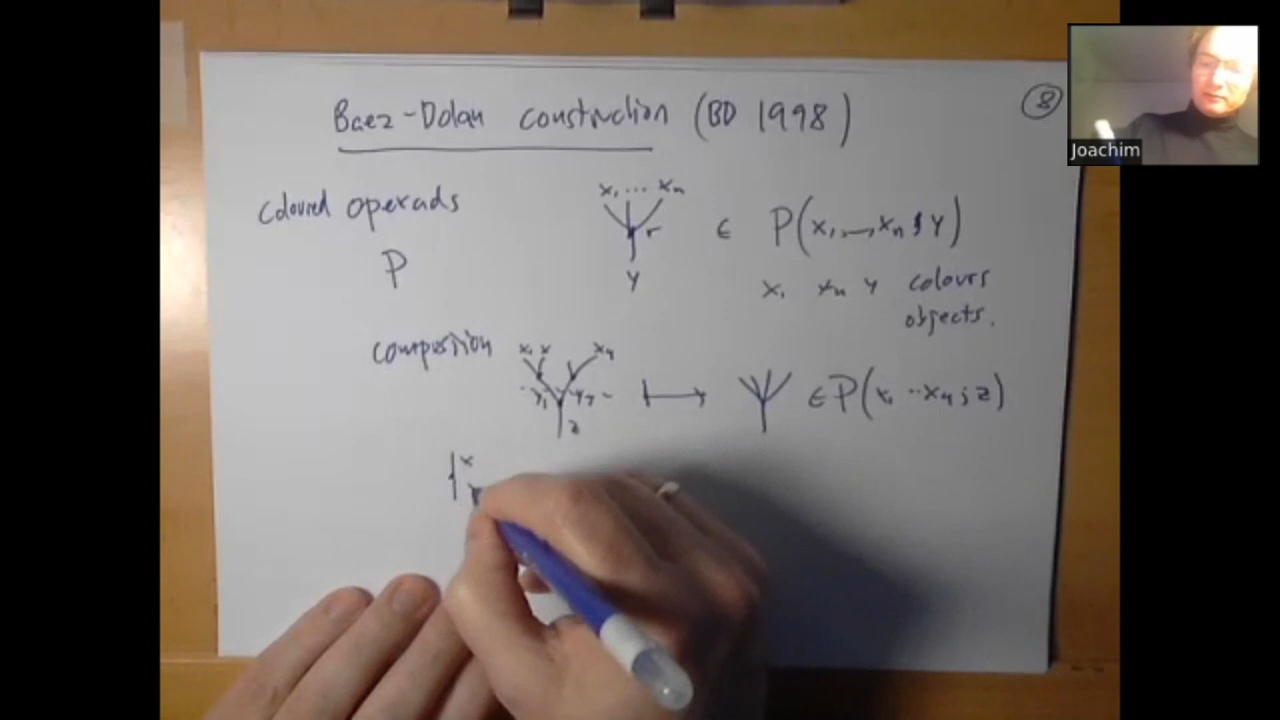 Baez-Dolan construction (BD 1998)
8
Joachim
coloured operads
x₁ ... xₙ
r
∈ P(x₁, , xₙ ; y)
P
y
x₁ xₙ y colours
objects.
composition
x₁ x x₄
y₁ y₂
z
↦
∈ P(x₁ ..x₄ ; z)
x